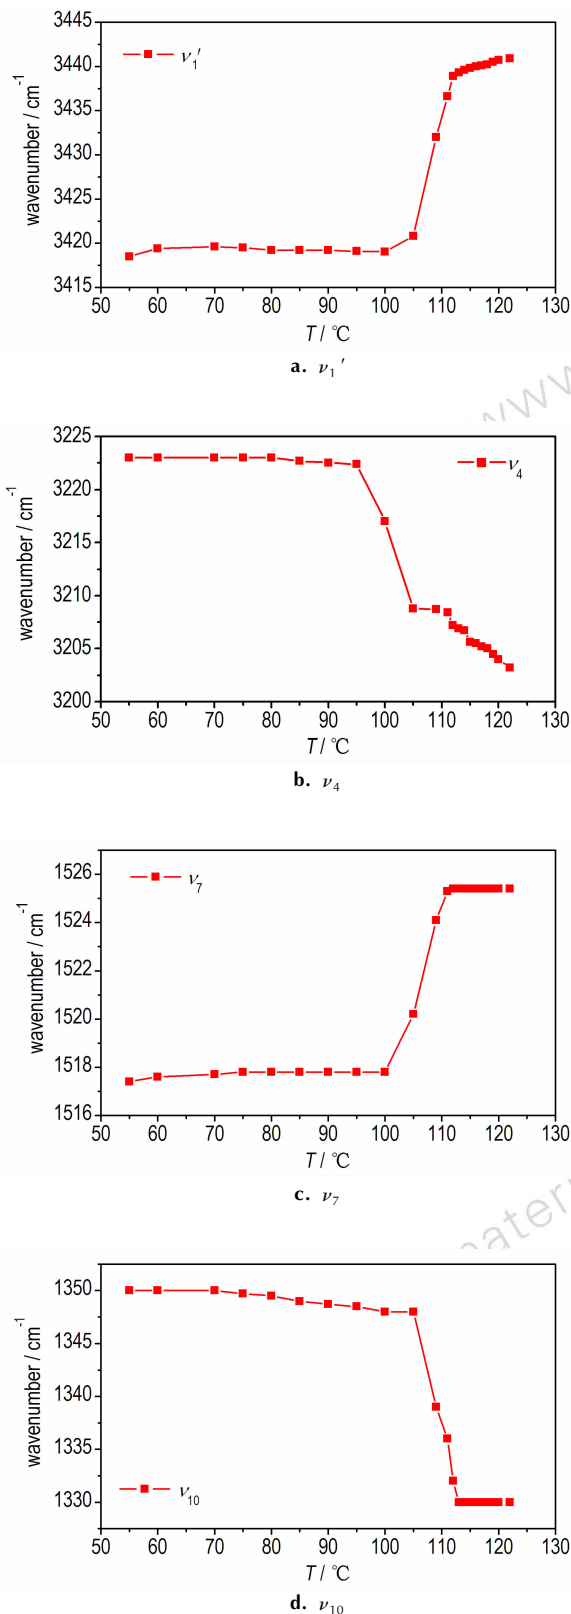 3445
3440
3435
3430
3425
3420
3415
wavenumber / cm-1
ν1′
50 60 70 80 90 100 110 120 130
T / ℃
a. ν1′
www
3225
3220
3215
3210
3205
3200
wavenumber / cm-1
ν4
50 60 70 80 90 100 110 120 130
T / ℃
b. ν4
1526
1524
1522
1520
1518
1516
wavenumber / cm-1
ν7
50 60 70 80 90 100 110 120 130
T / ℃
c. ν7
1350
1345
1340
1335
1330
wavenumber / cm-1
ν10
50 60 70 80 90 100 110 120 130
T / ℃
d. ν10